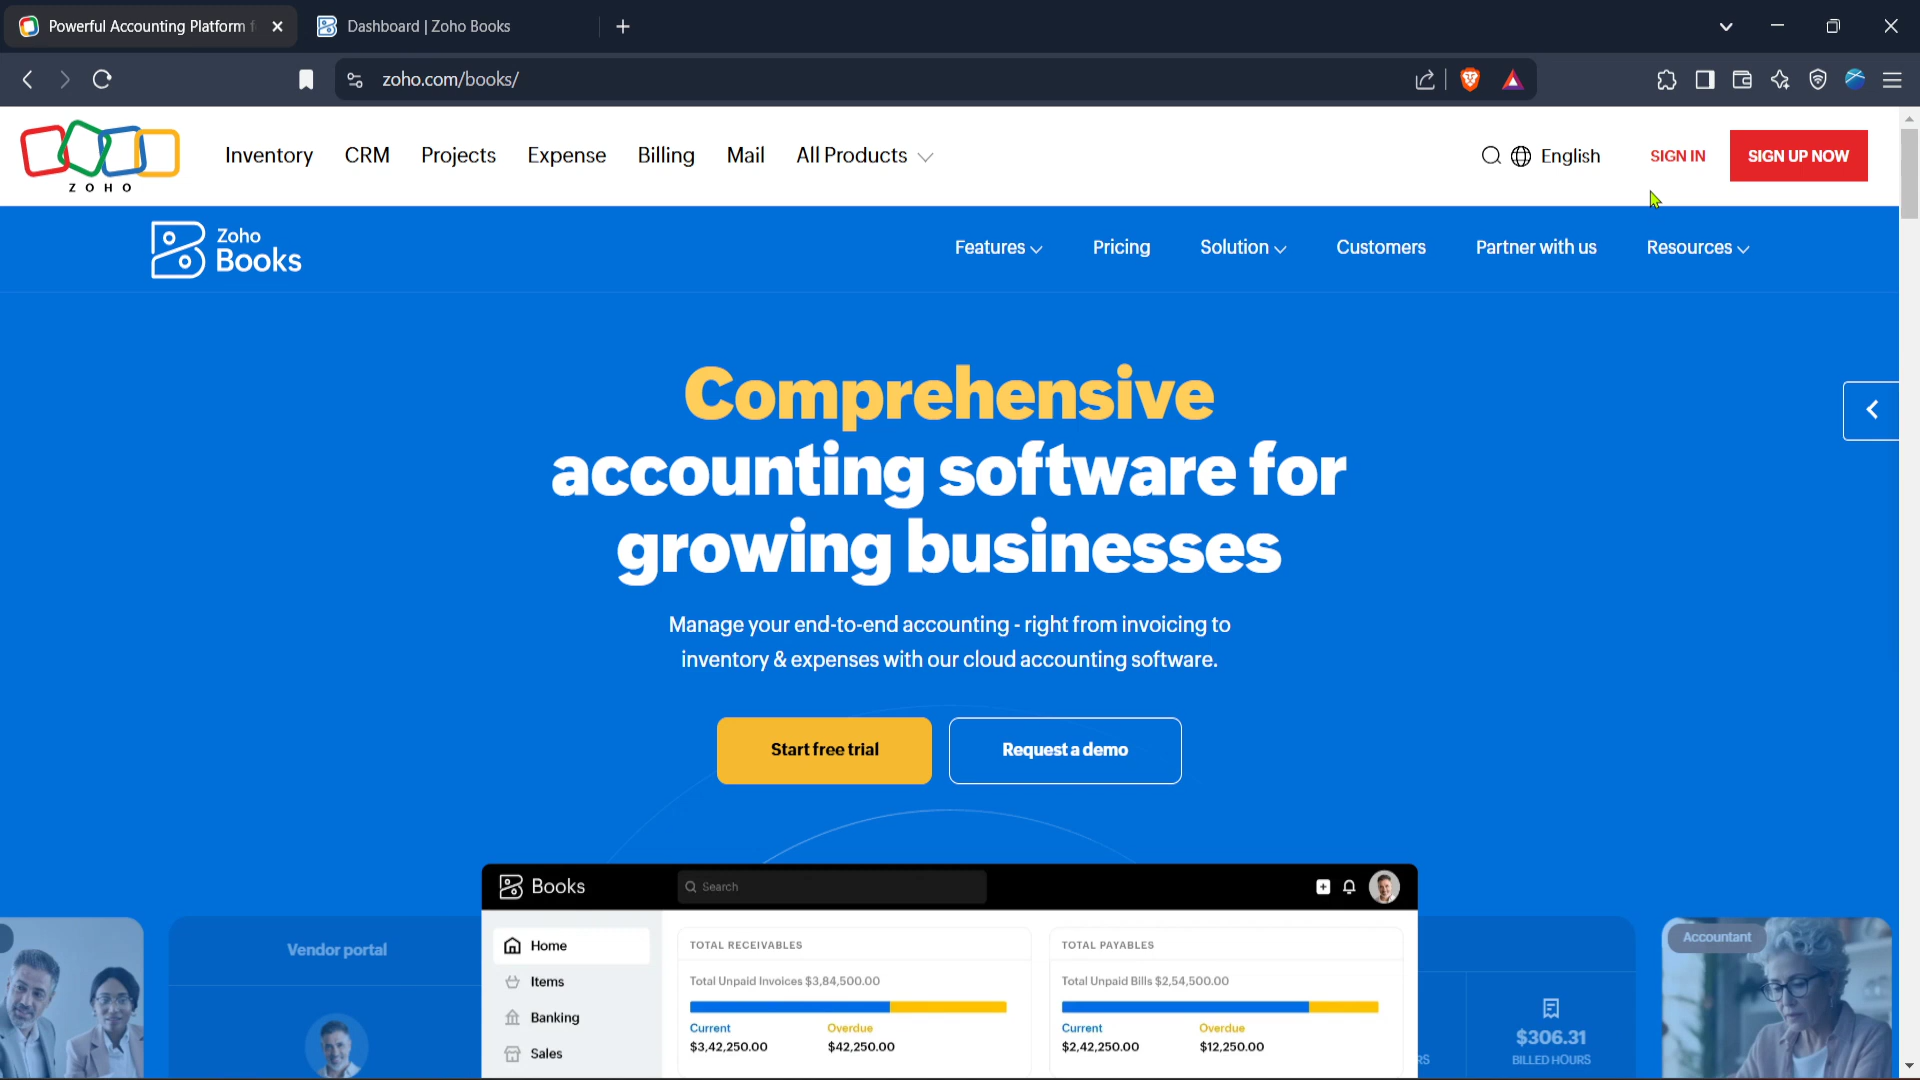 Powerful Accounting Platform f
Dashboard | Zoho Books
zoho.com/books/
ZOHO
Inventory
CRM
Projects
Expense
Billing
Mail
All Products
English
SIGN IN
SIGN UP NOW
Zoho
Books
Features
Pricing
Solution
Customers
Partner with us
Resources
Comprehensive
accounting software for
growing businesses
Manage your end-to-end accounting - right from invoicing to
inventory & expenses with our cloud accounting software.
Start free trial
Request a demo
Books
Search
Vendor portal
Home
Items
Banking
Sales
TOTAL RECEIVABLES
Total Unpaid Invoices $3,84,500.00
Current
Overdue
$3,42,250.00
$42,250.00
TOTAL PAYABLES
Total Unpaid Bills $2,54,500.00
Current
Overdue
$2,42,250.00
$12,250.00
RS
$306.31
BILLED HOURS
Accountant